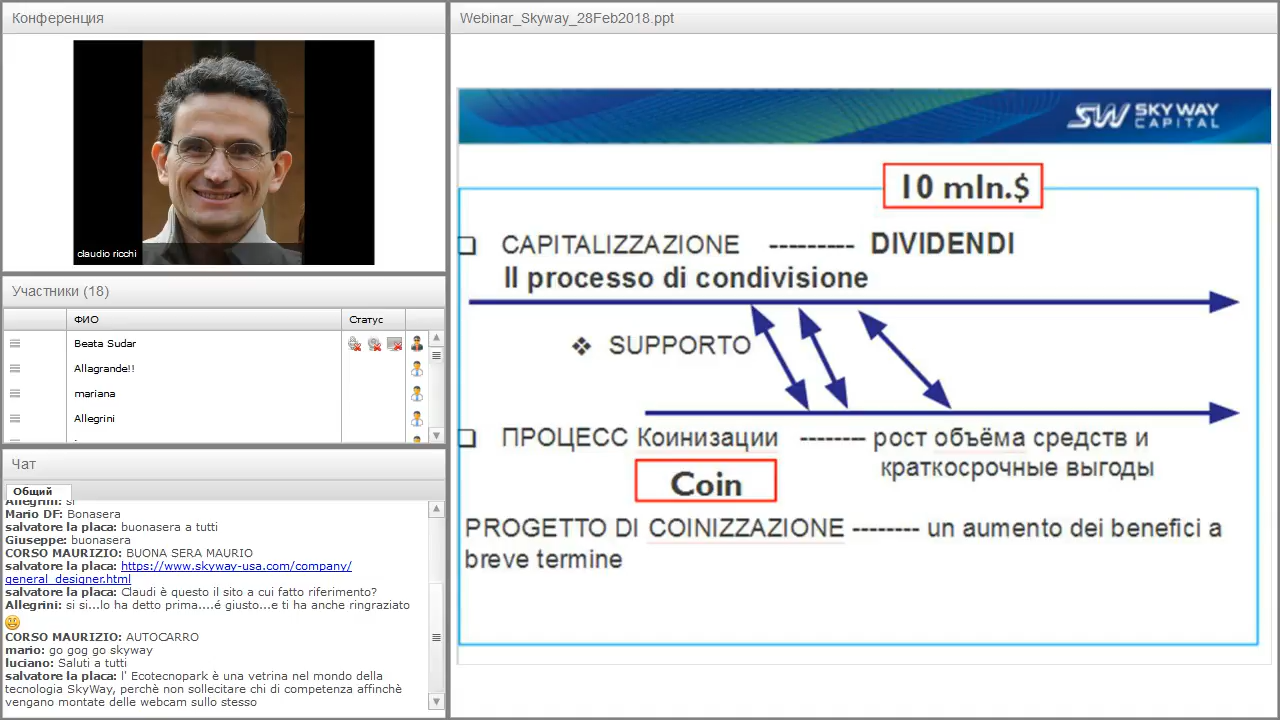 Конференция
claudio ricchi
Участники (18)
ФИО
Статус
Beata Sudar
Allagrande!!
mariana
Allegrini
Чат
Общий
Allegrini: si
Mario DF: Bonasera
salvatore la placa: buonasera a tutti
Giuseppe: buonasera
CORSO MAURIZIO: BUONA SERA MAURIO
salvatore la placa: https://www.skyway-usa.com/company/
general_designer.html
salvatore la placa: Claudi è questo il sito a cui fatto riferimento?
Allegrini: si si...lo ha detto prima....é giusto...e ti ha anche ringraziato
CORSO MAURIZIO: AUTOCARRO
mario: go gog go skyway
luciano: Saluti a tutti
salvatore la placa: l' Ecotecnopark è una vetrina nel mondo della
tecnologia SkyWay, perchè non sollecitare chi di competenza affinchè
vengano montate delle webcam sullo stesso
Webinar_Skyway_28Feb2018.ppt
SW SKY WAY
CAPITAL
10 mln.$
CAPITALIZZAZIONE --------- DIVIDENDI
Il processo di condivisione
SUPPORTO
ПРОЦЕСС Коинизации -------- рост объёма средств и
краткосрочные выгоды
Coin
PROGETTO DI COINIZZAZIONE -------- un aumento dei benefici a
breve termine